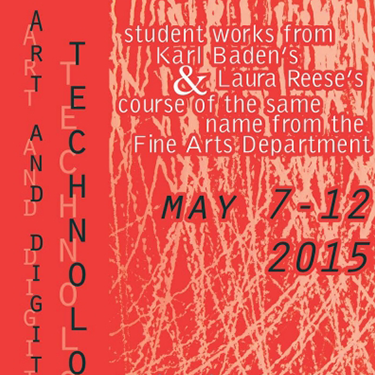 ART AND DIGIT
TECHNOLO
student works from
Karl Baden's
& Laura Reese's
course of the same
name from the
Fine Arts Department
MAY 7-12
2015